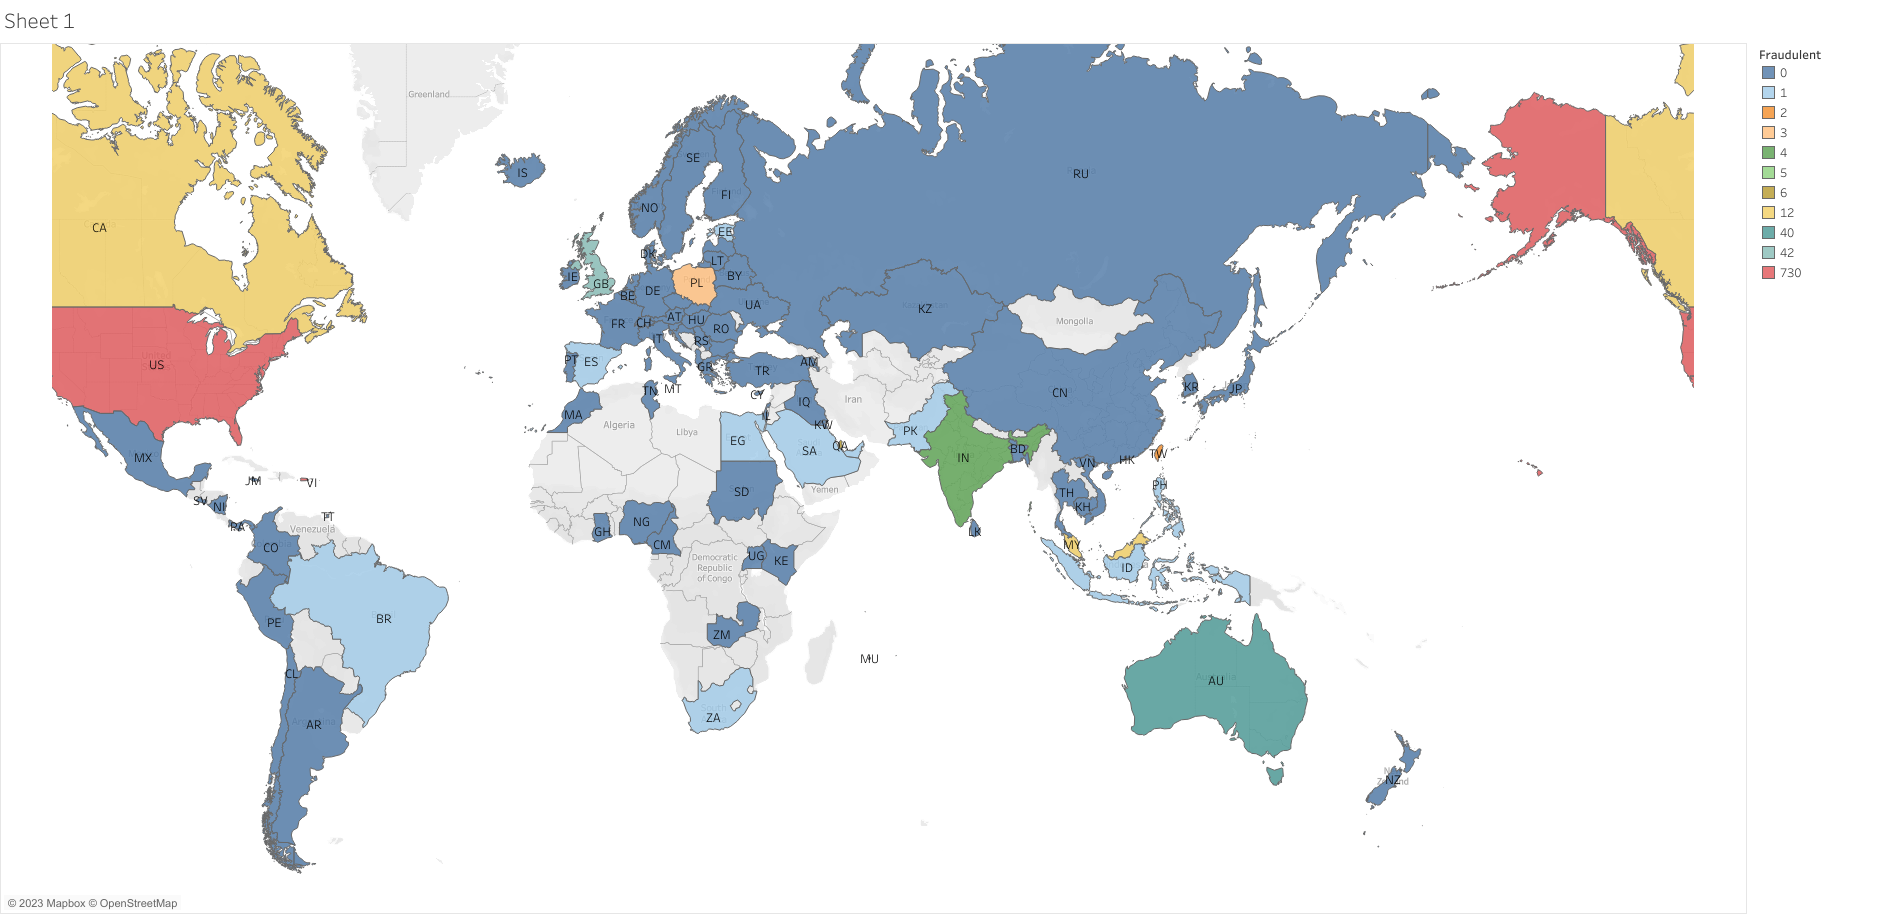 Sheet 1
Fraudulent
0
1
2
3
4
5
6
12
40
42
730
Greenland
IS
SE
FI
NO
RU
CA
EE
DK
LT
IE
GB
BE
DE
PL
BY
UA
KZ
Mongolia
FR
CH
AT
HU
RO
IT
RS
US
PT
ES
GR
TR
AM
TN
MT
CY
IQ
Iran
CN
KR
JP
MA
Algeria
Libya
IL
KW
EG
SA
QA
PK
IN
BD
VN
HK
TW
MX
JM
VI
SV
NI
PA
TT
Venezuela
SD
Yemen
TH
KH
PH
GH
NG
CM
UG
KE
LK
MY
ID
CO
Democratic
Republic
of Congo
PE
BR
ZM
MU
CL
AR
South
ZA
AU
NZ
© 2023 Mapbox © OpenStreetMap